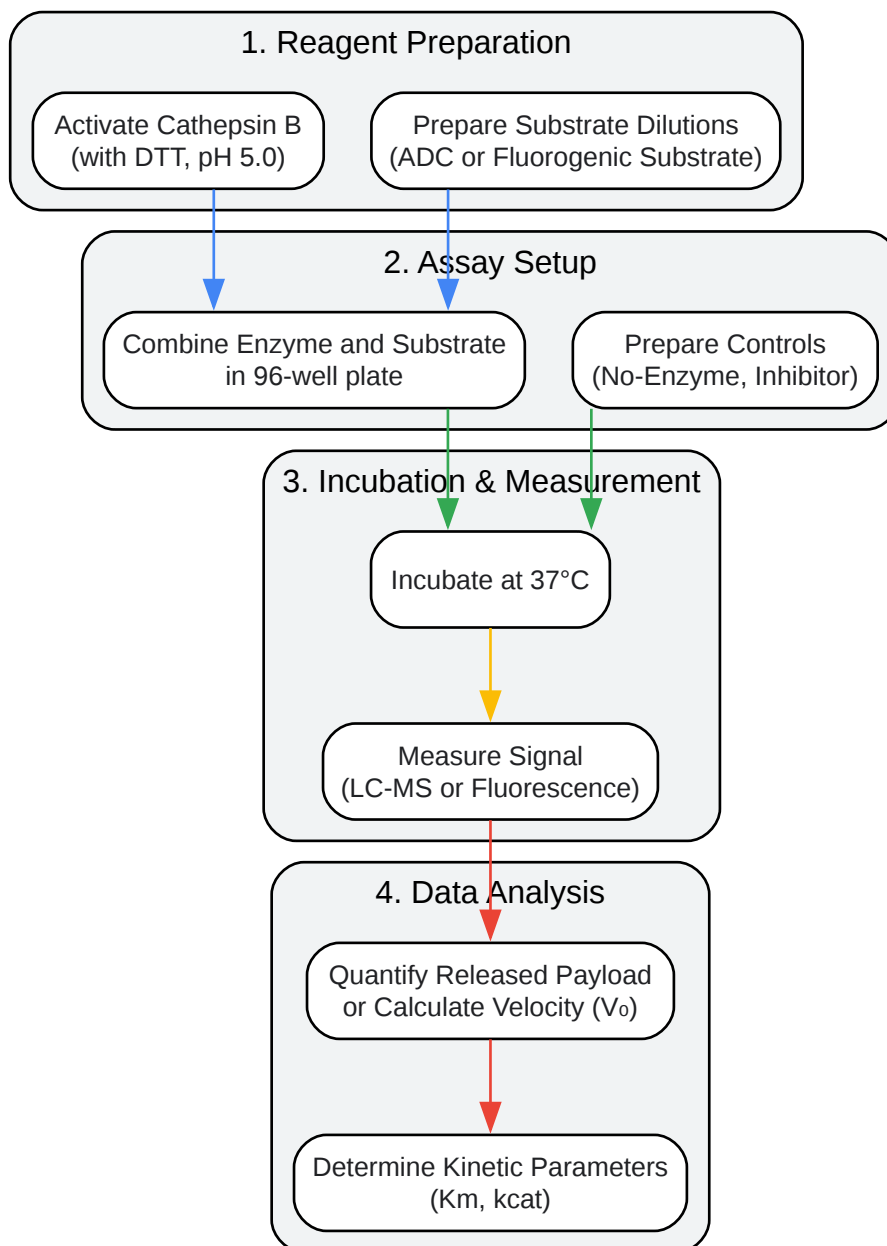 1. Reagent Preparation
Activate Cathepsin B
(with DTT, pH 5.0)
Prepare Substrate Dilutions
(ADC or Fluorogenic Substrate)
2. Assay Setup
Combine Enzyme and Substrate
in 96-well plate
Prepare Controls
(No-Enzyme, Inhibitor)
3. Incubation & Measurement
Incubate at 37°C
Measure Signal
(LC-MS or Fluorescence)
4. Data Analysis
Quantify Released Payload
or Calculate Velocity (V₀)
Determine Kinetic Parameters
(Km, kcat)